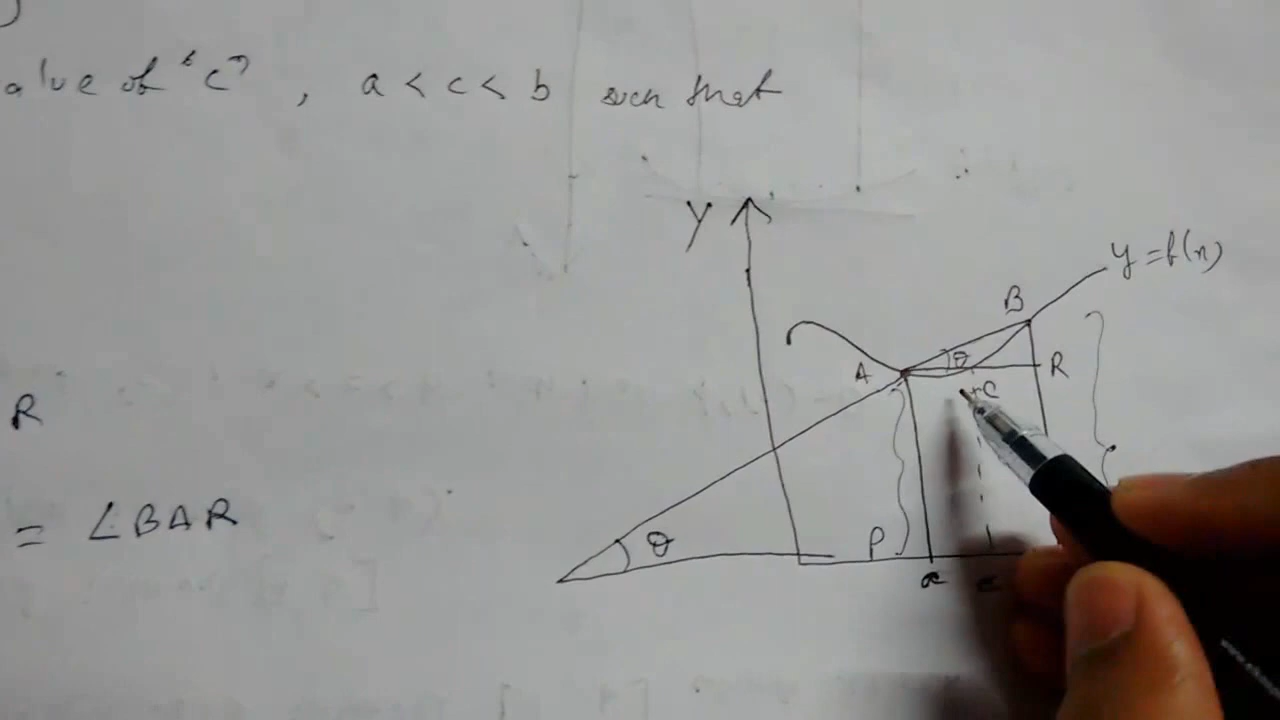 alue of "c", a < c < b such that
Y
y = f(n)
B
A
θ
R
C
R
= ∠BAR
θ
P
a
c